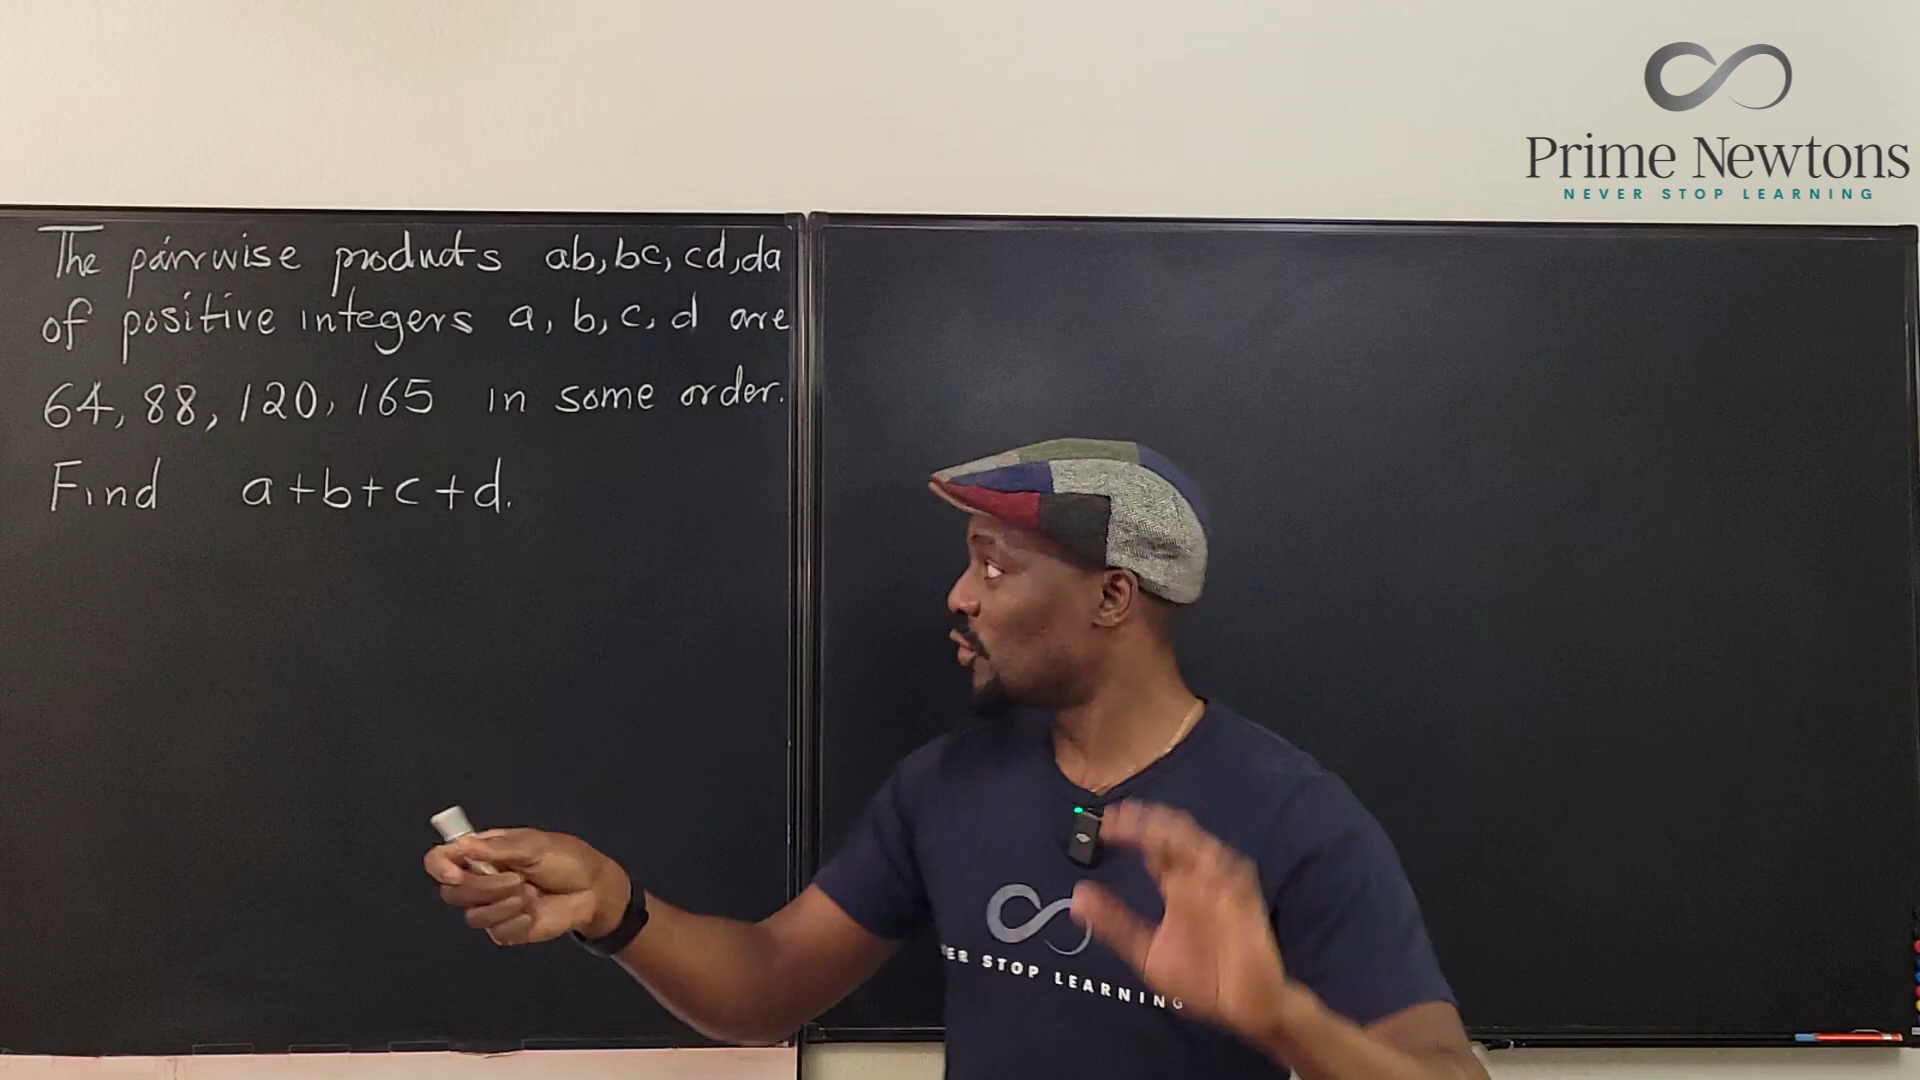 Prime Newtons
NEVER STOP LEARNING
The pairwise products ab, bc, cd, da
of positive integers a, b, c, d are
64, 88, 120, 165 in some order.
Find a+b+c+d.
ER STOP LEARNING